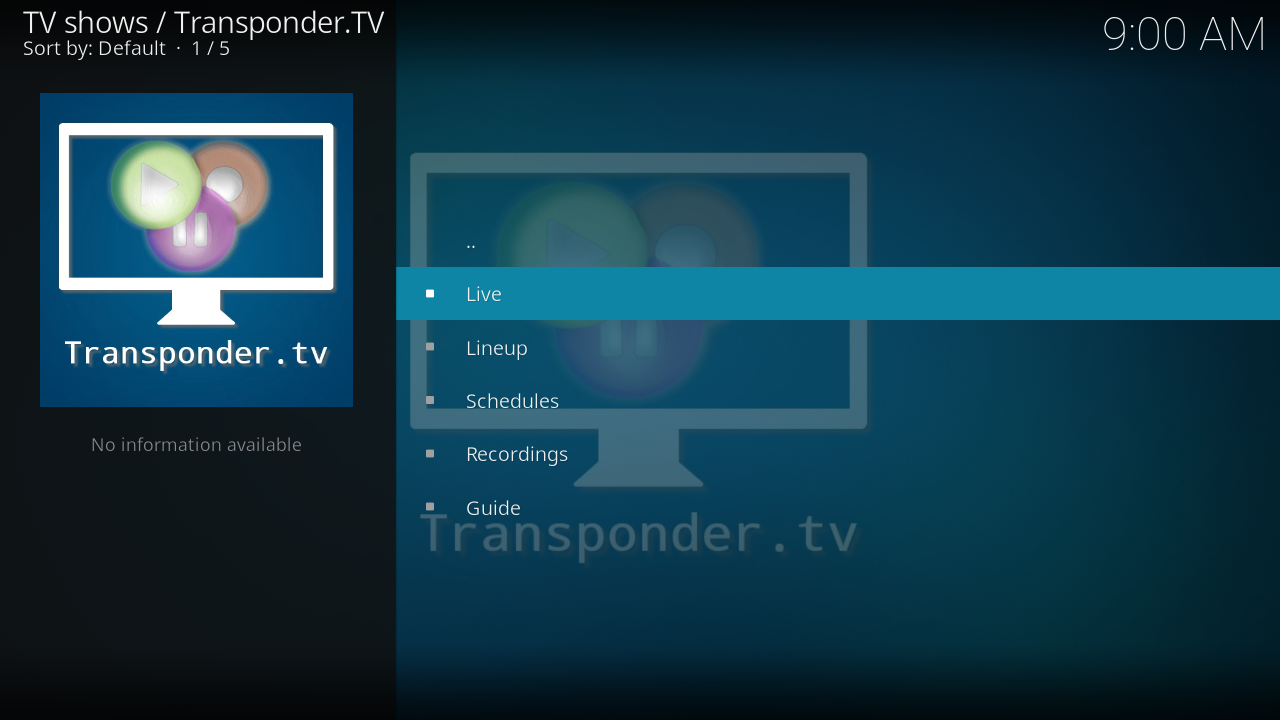 TV shows / Transponder.TV
Sort by: Default · 1 / 5
9:00 AM
Transponder.tv
No information available
..
Live
Lineup
Schedules
Recordings
Guide
Transponder.tv